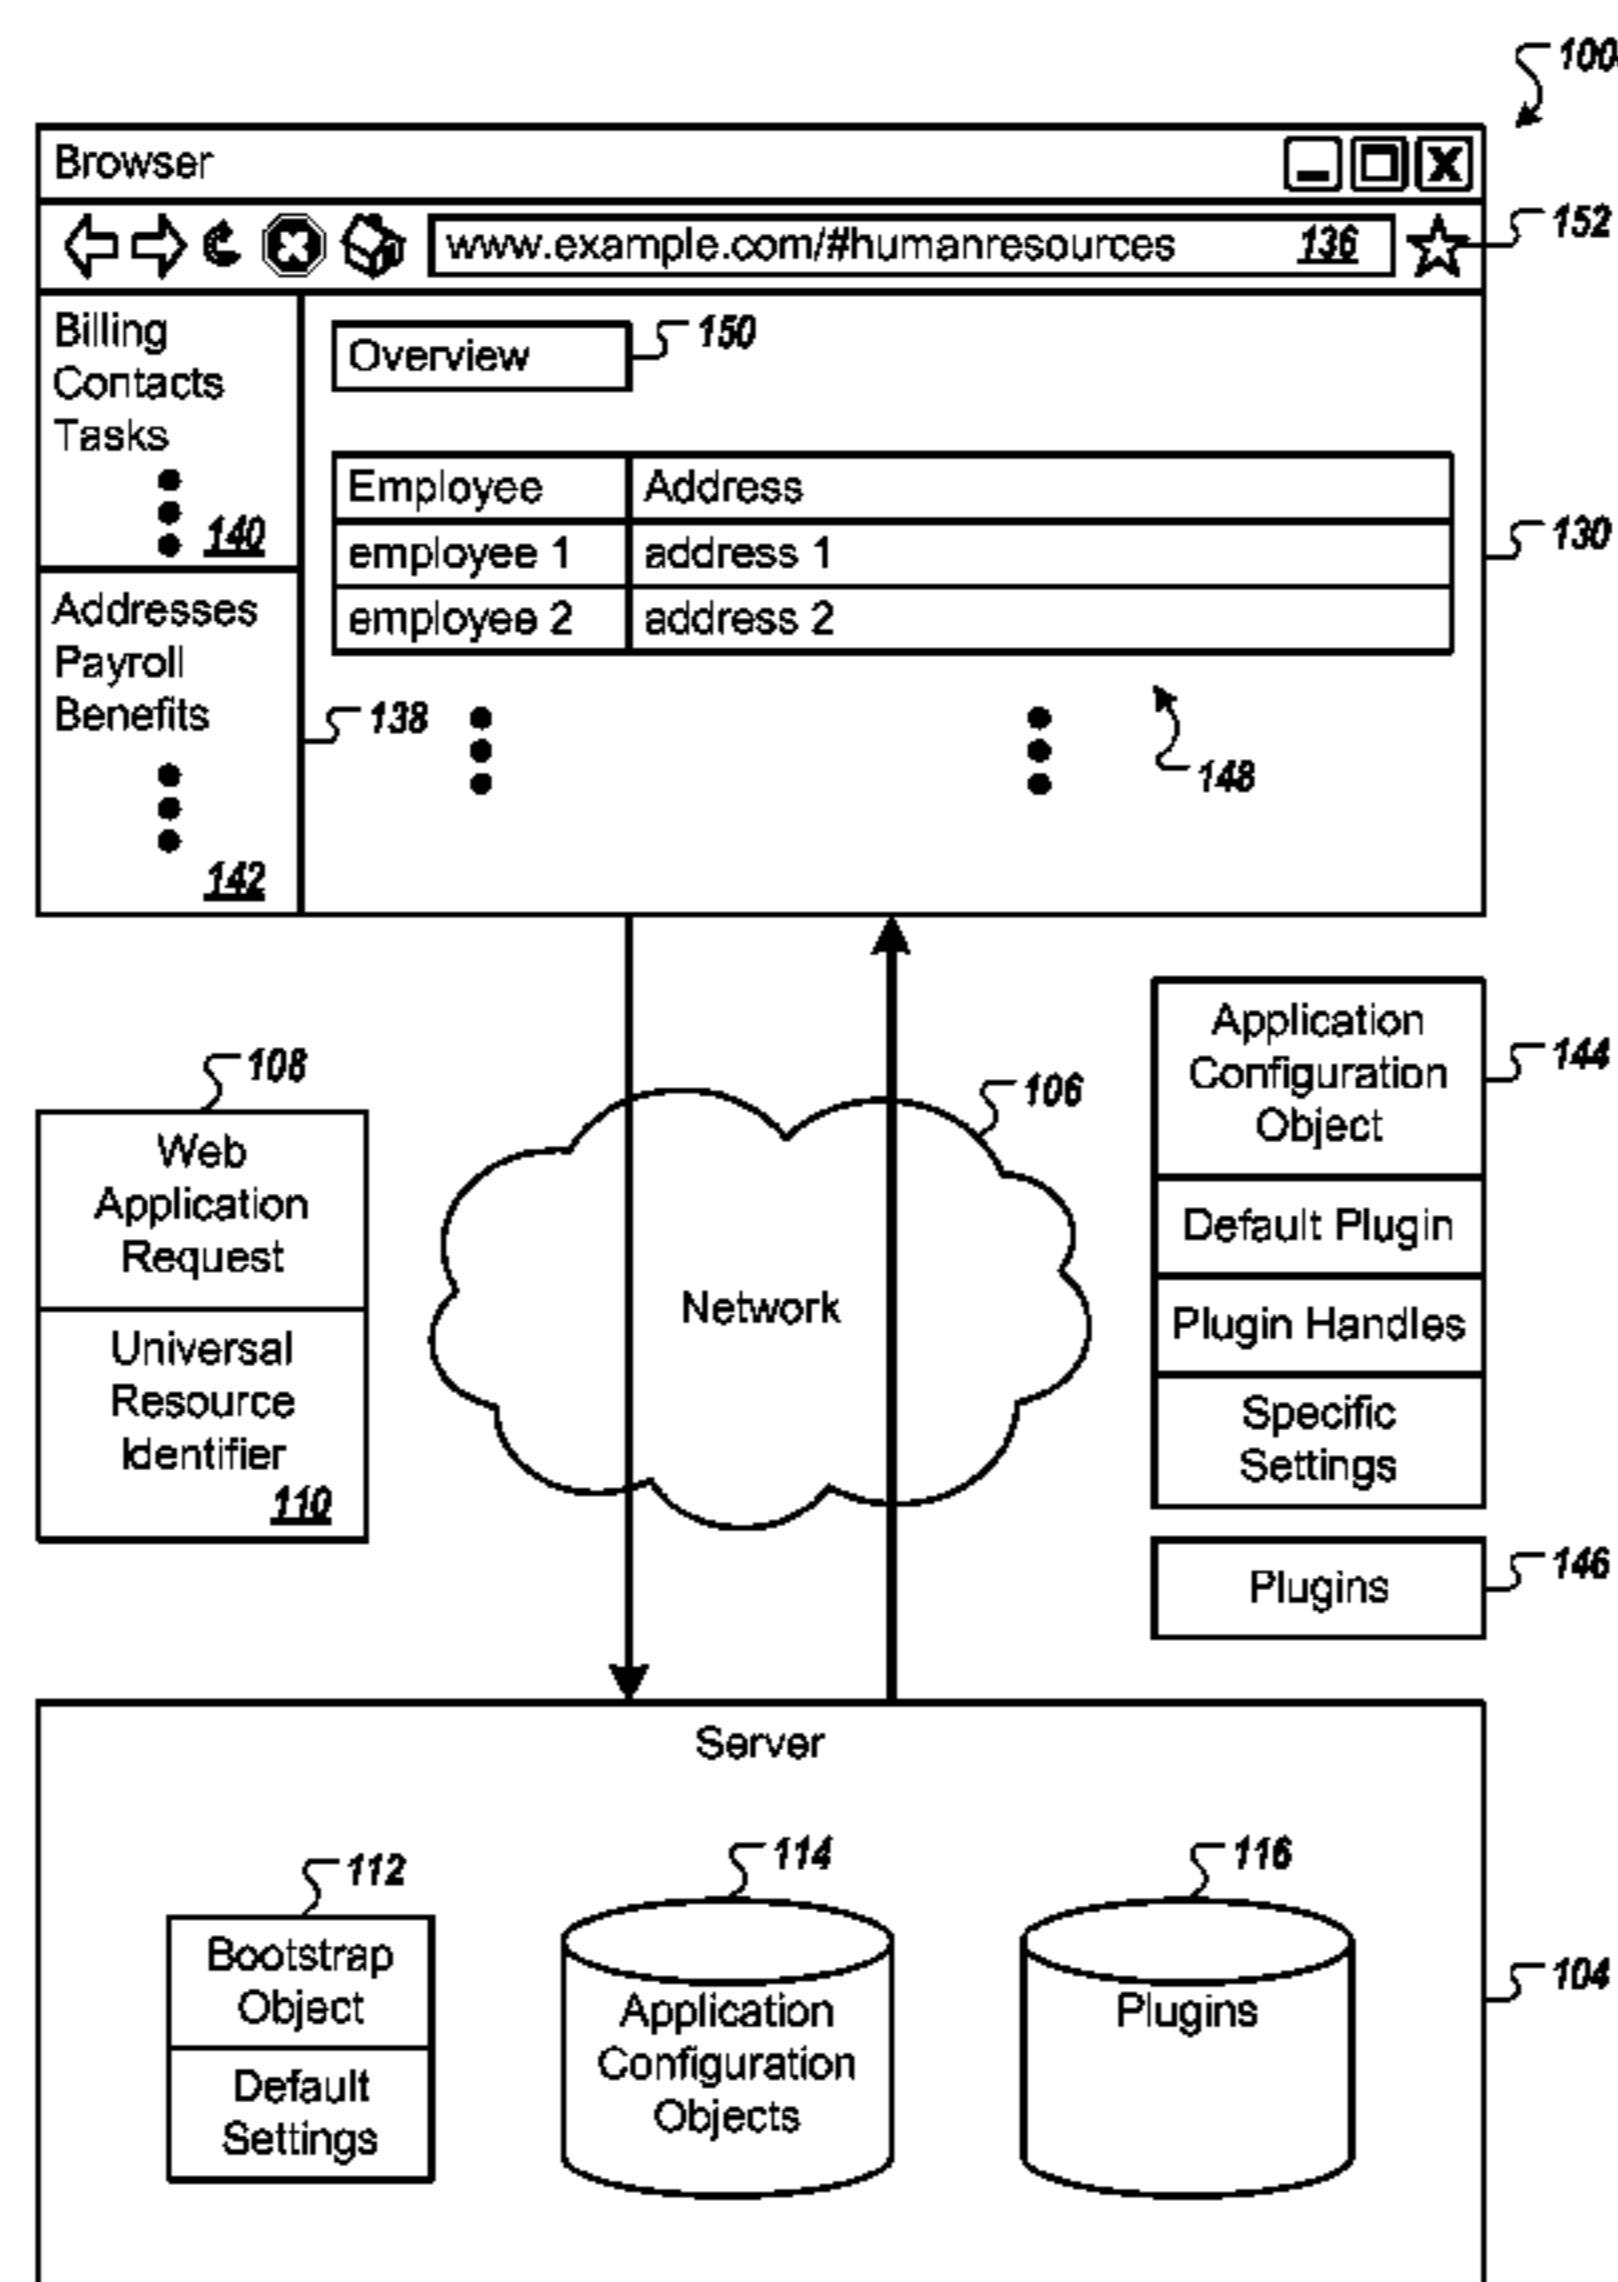 100
Browser
www.example.com/#humanresources 136
152
Billing
Contacts
Tasks
140
Overview
150
Employee Address
employee 1 address 1
employee 2 address 2
130
Addresses
Payroll
Benefits
142
138
148
108
Web
Application
Request
Universal
Resource
Identifier
110
106
Network
Application
Configuration
Object
144
Default Plugin
Plugin Handles
Specific
Settings
Plugins
146
Server
112
Bootstrap
Object
Default
Settings
114
Application
Configuration
Objects
116
Plugins
104